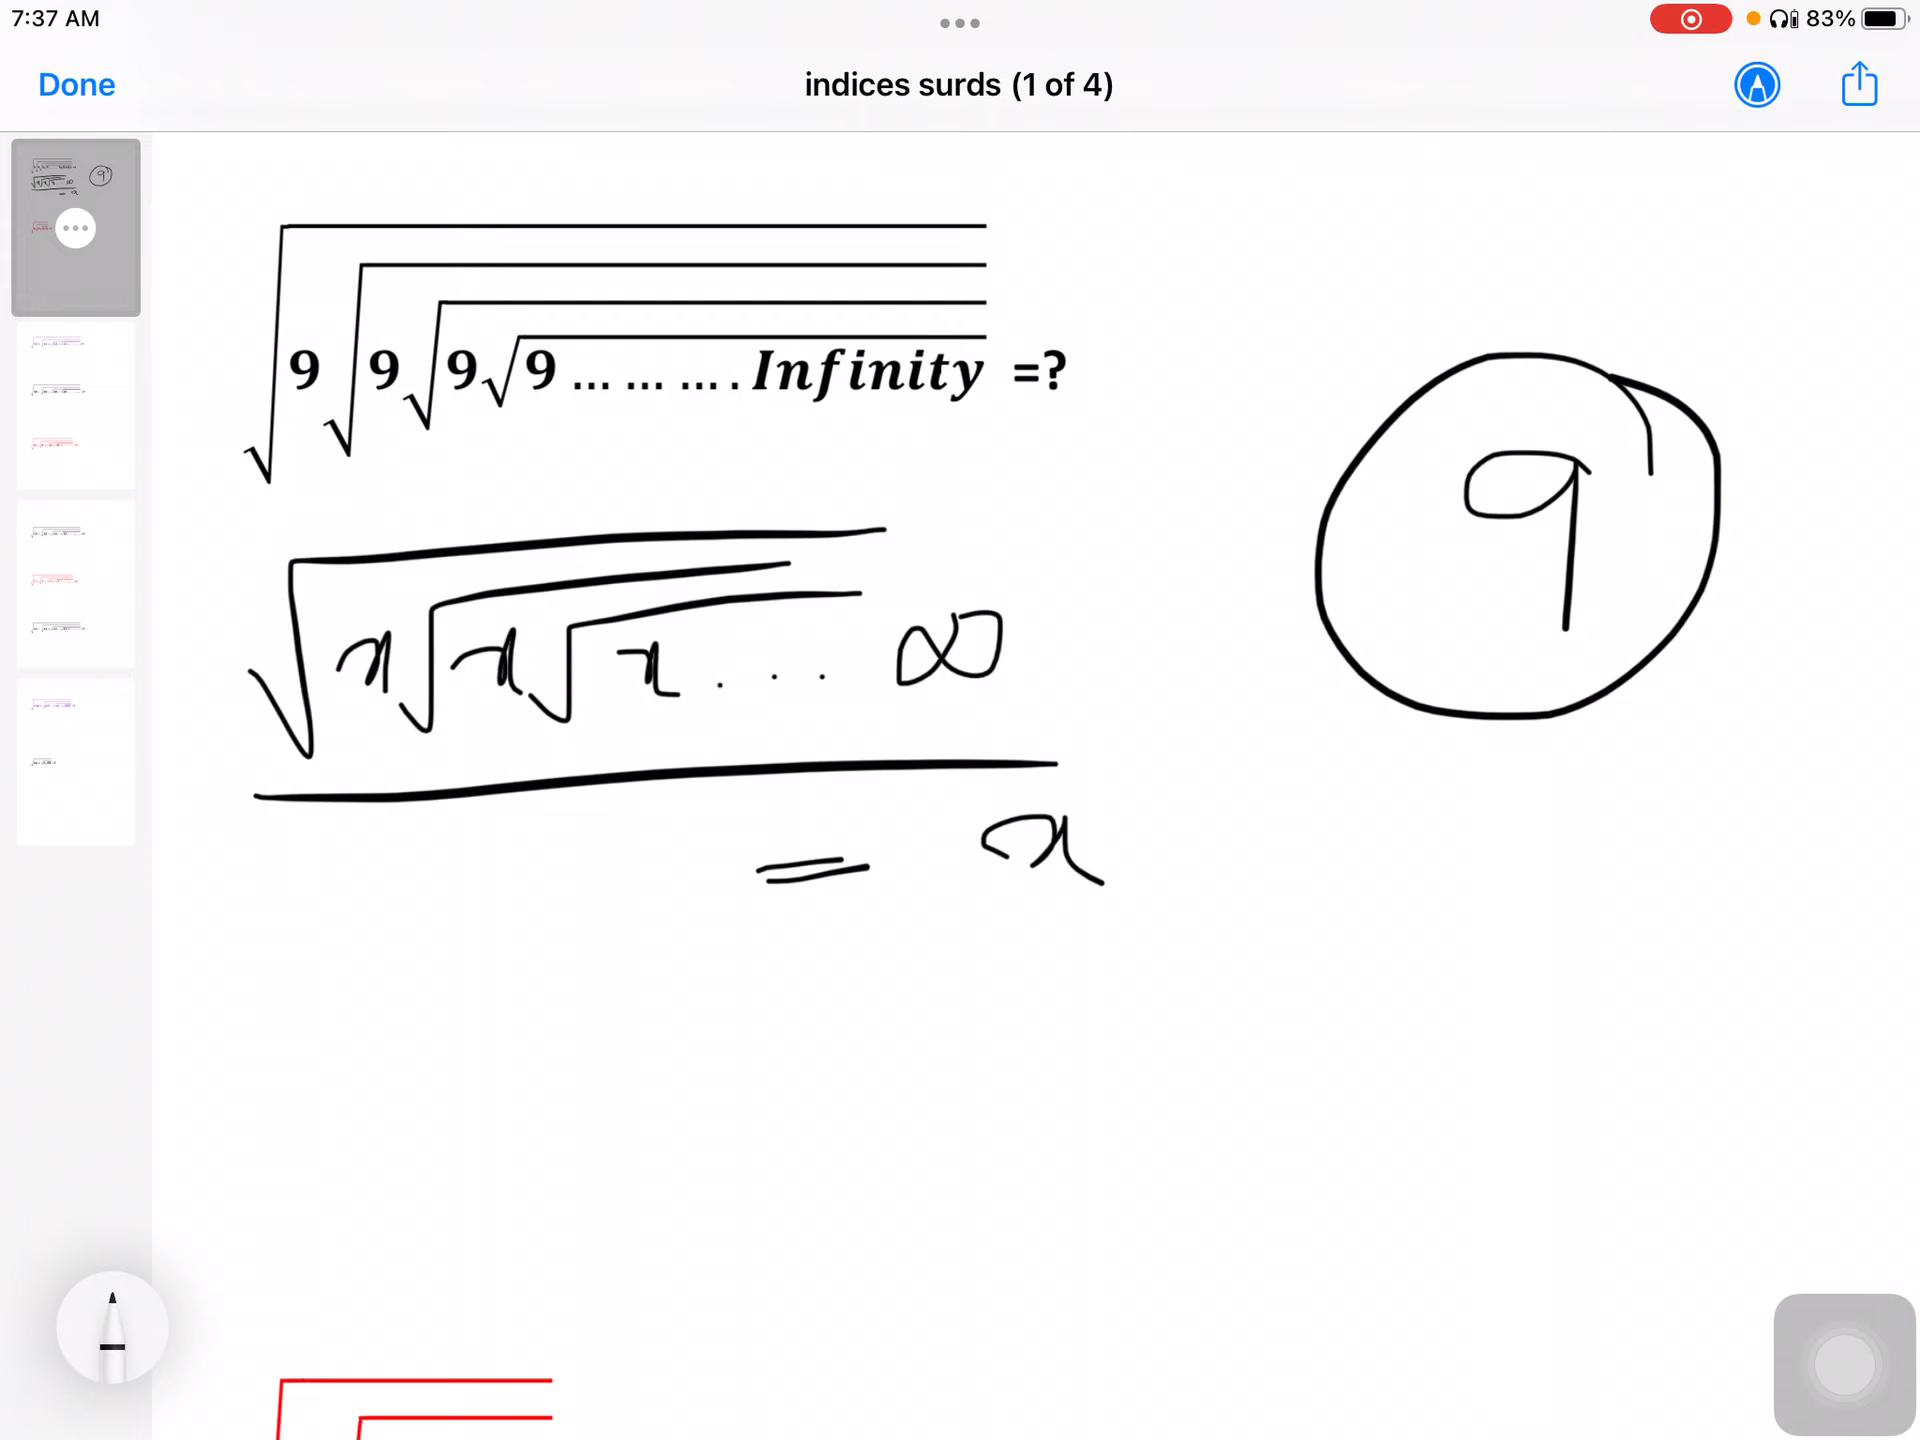 7:37 AM
83%
Done
indices surds (1 of 4)
√9√9√9√9 ... ... ... . Infinity =?
9
√x√x√x . . . ∞
= x